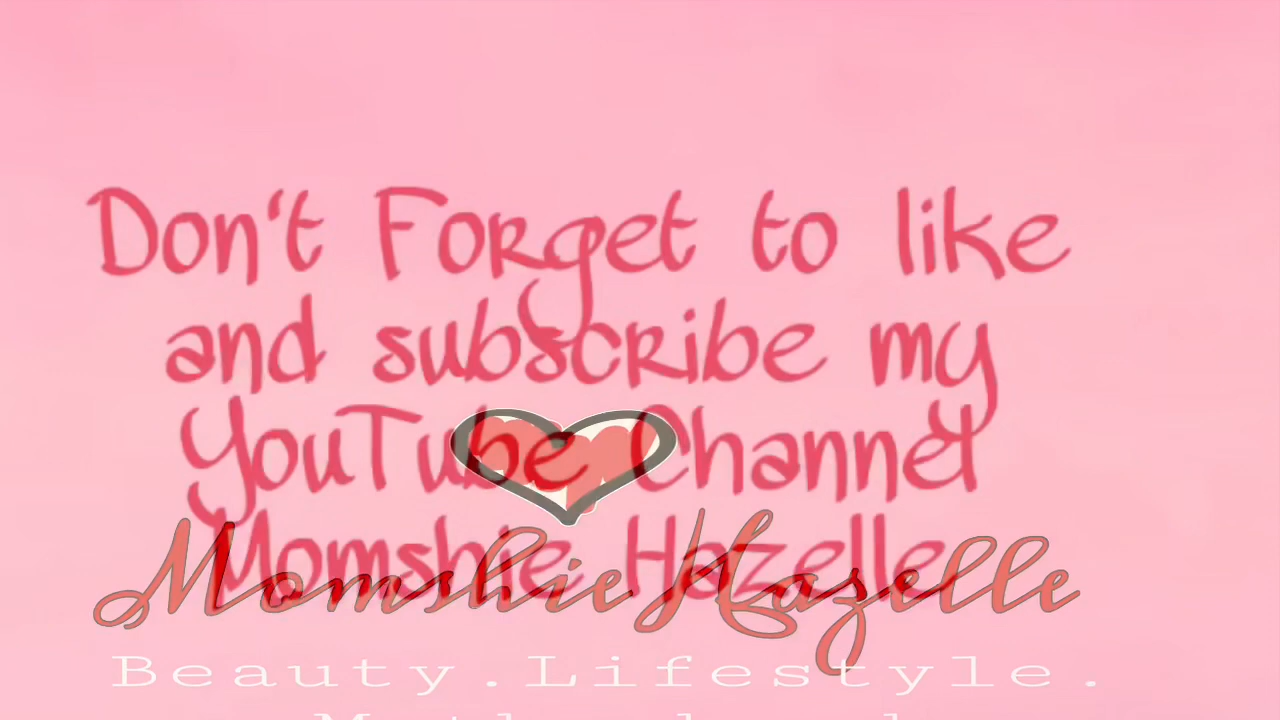 Don't Forget to like
and subscribe my
YouTube Channel
Momshie Hazelle
Momshie Hazelle
Beauty.Lifestyle.